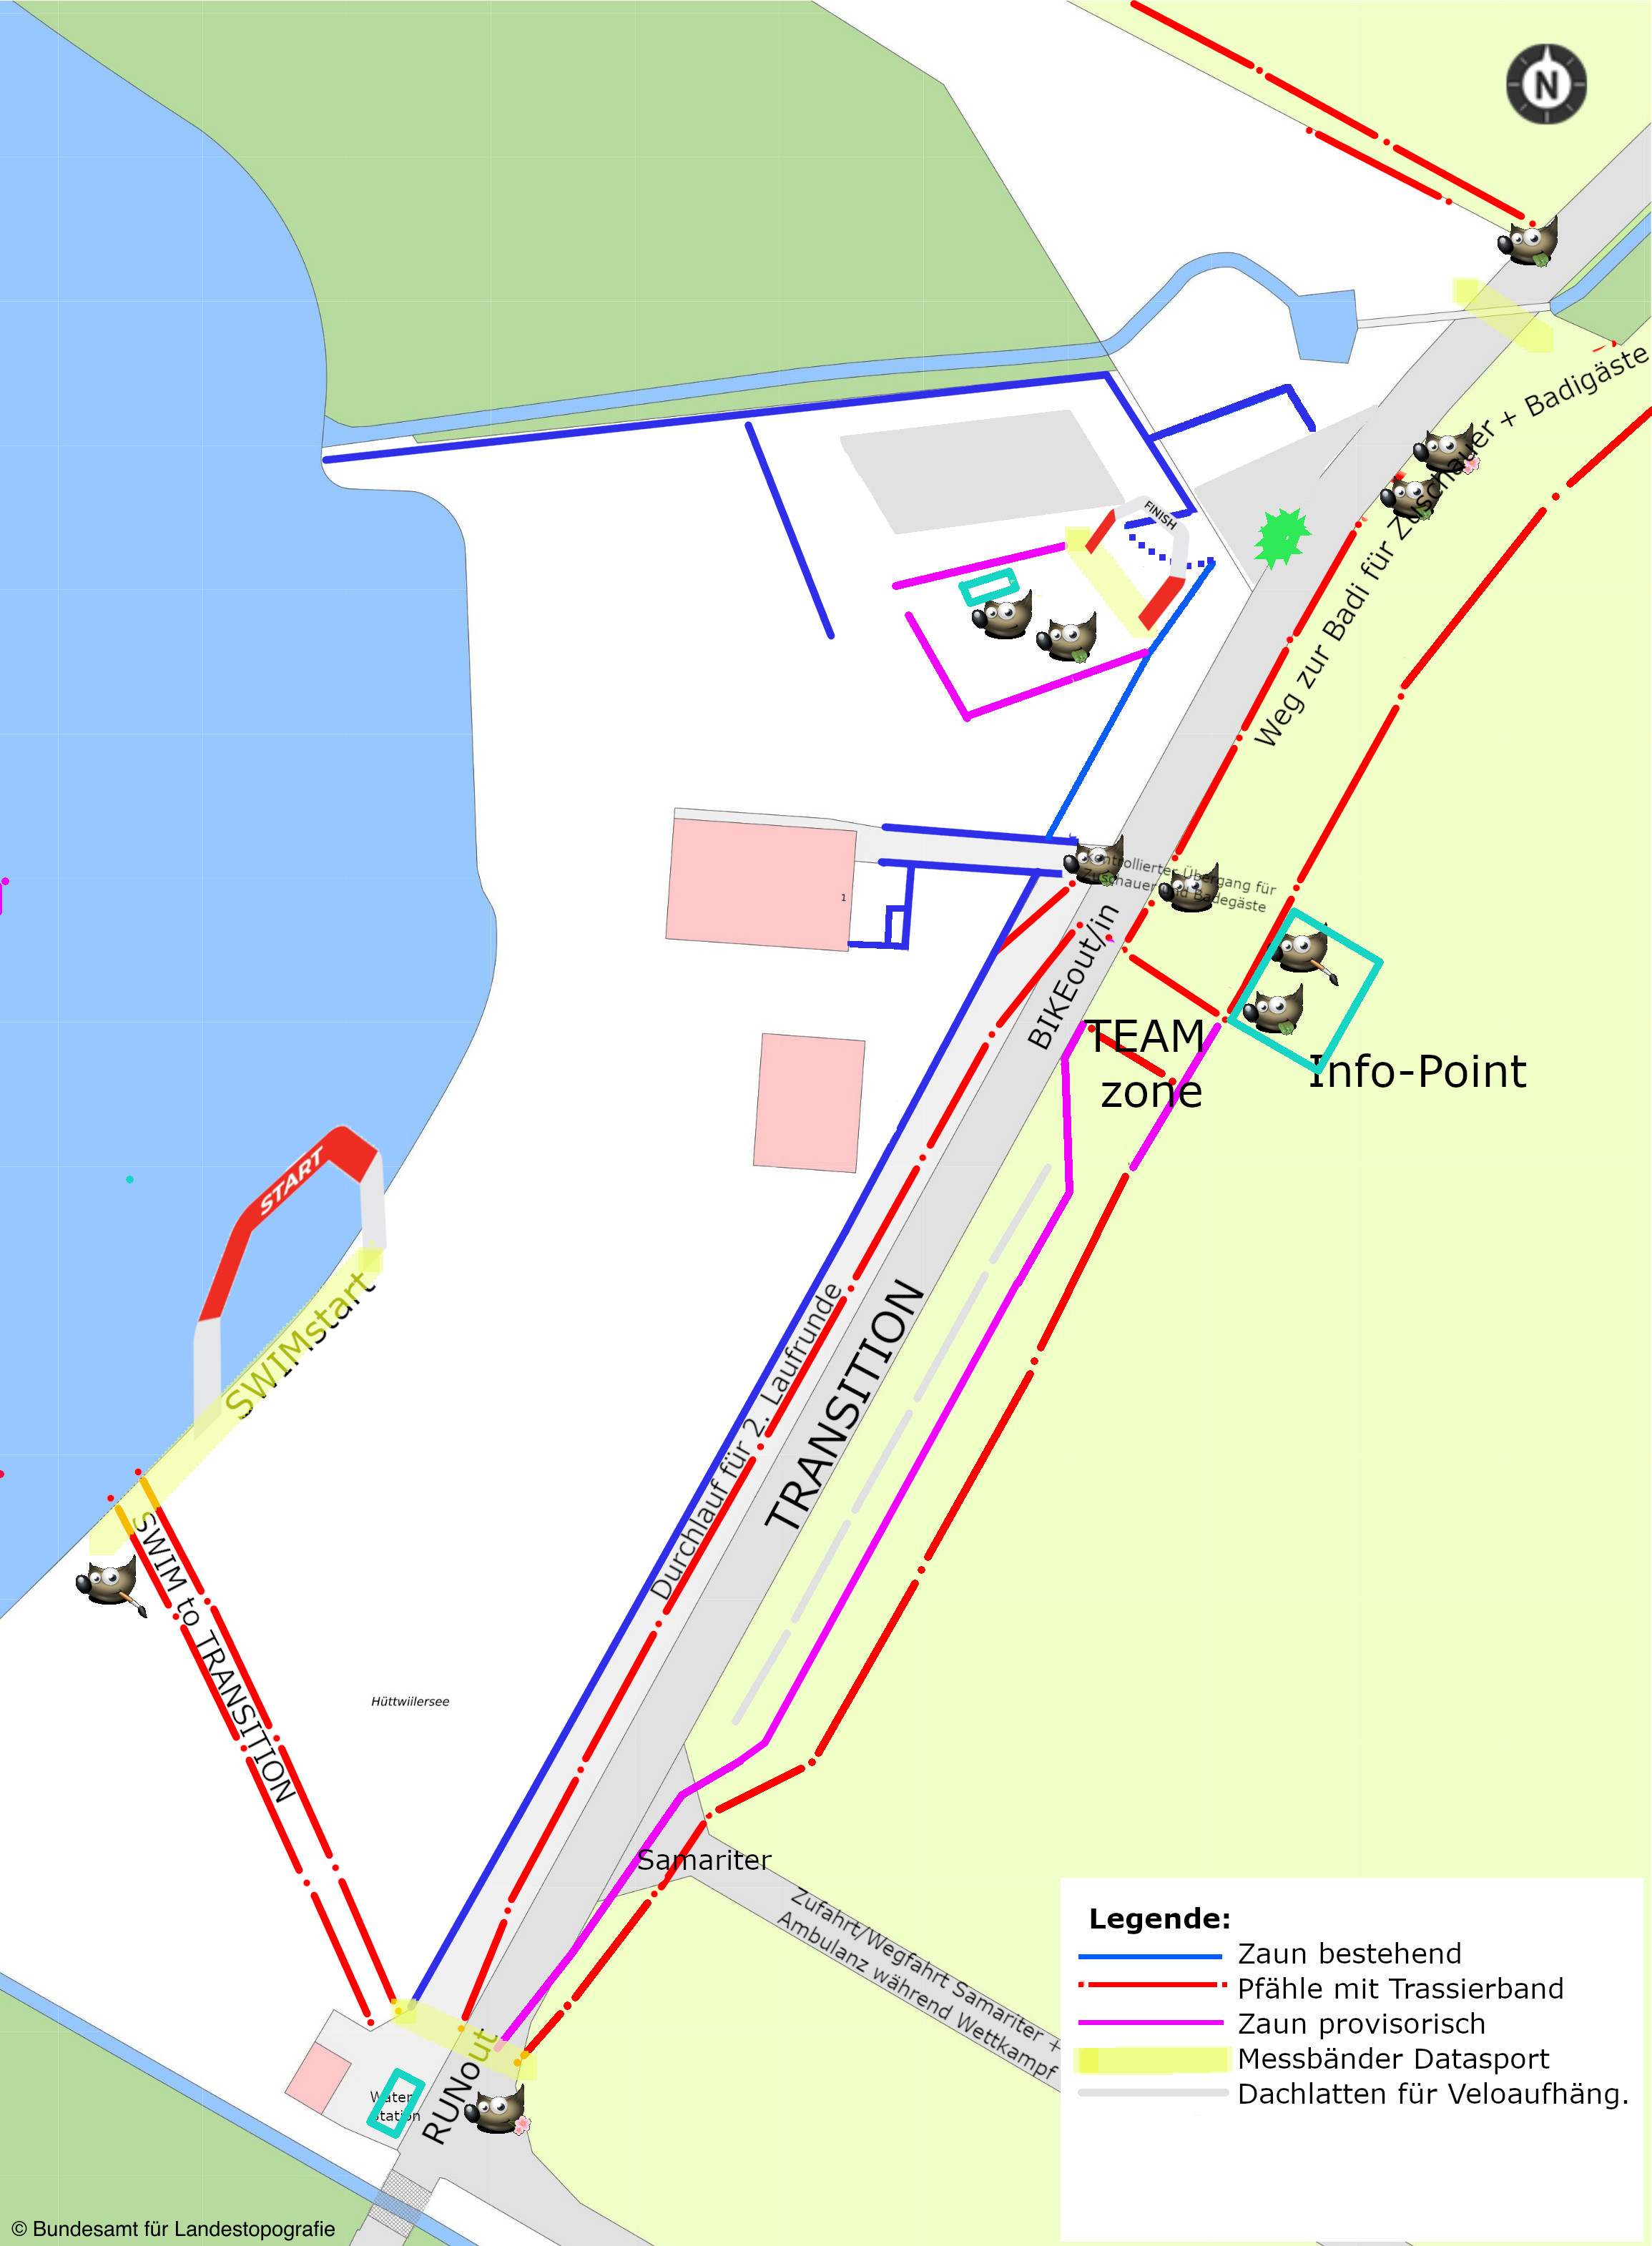 N
FINISH
Weg zur Badi für Zuschauer + Badigäste
Kontrollierter Übergang für
Zuschauer und Badegäste
1
BIKEout/in
TEAM
zone
Info-Point
START
SWIMstart
Durchlauf für 2. Laufrunde
TRANSITION
SWIM to TRANSITION
Hüttwiilersee
Samariter
Zufahrt/Wegfahrt Samariter +
Ambulanz während Wettkampf
RUNout
Water
Station
Legende:
Zaun bestehend
Pfähle mit Trassierband
Zaun provisorisch
Messbänder Datasport
Dachlatten für Veloaufhäng.
© Bundesamt für Landestopografie